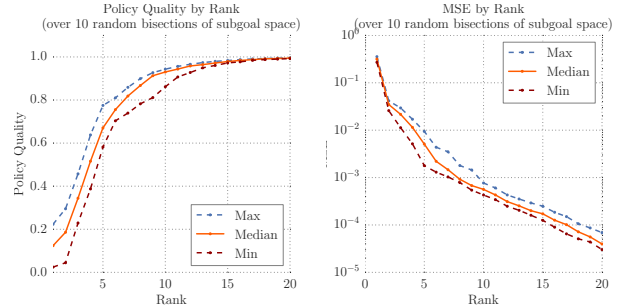 Policy Quality by Rank
(over 10 random bisections of subgoal space)
1.0
0.8
0.6
0.4
0.2
0.0
Policy Quality
5
10
15
20
Rank
Max
Median
Min
MSE by Rank
(over 10 random bisections of subgoal space)
10⁰
10⁻¹
10⁻²
10⁻³
10⁻⁴
10⁻⁵
0
5
10
15
20
Rank
Max
Median
Min